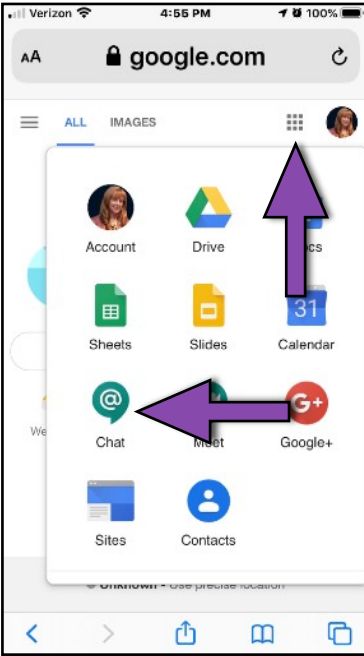 Verizon 4:55 PM 100%
AA google.com
ALL IMAGES
Account Drive cs
Sheets Slides 31 Calendar
@ G+
Chat Meet Google+
Sites Contacts
Unknown - Use precise location